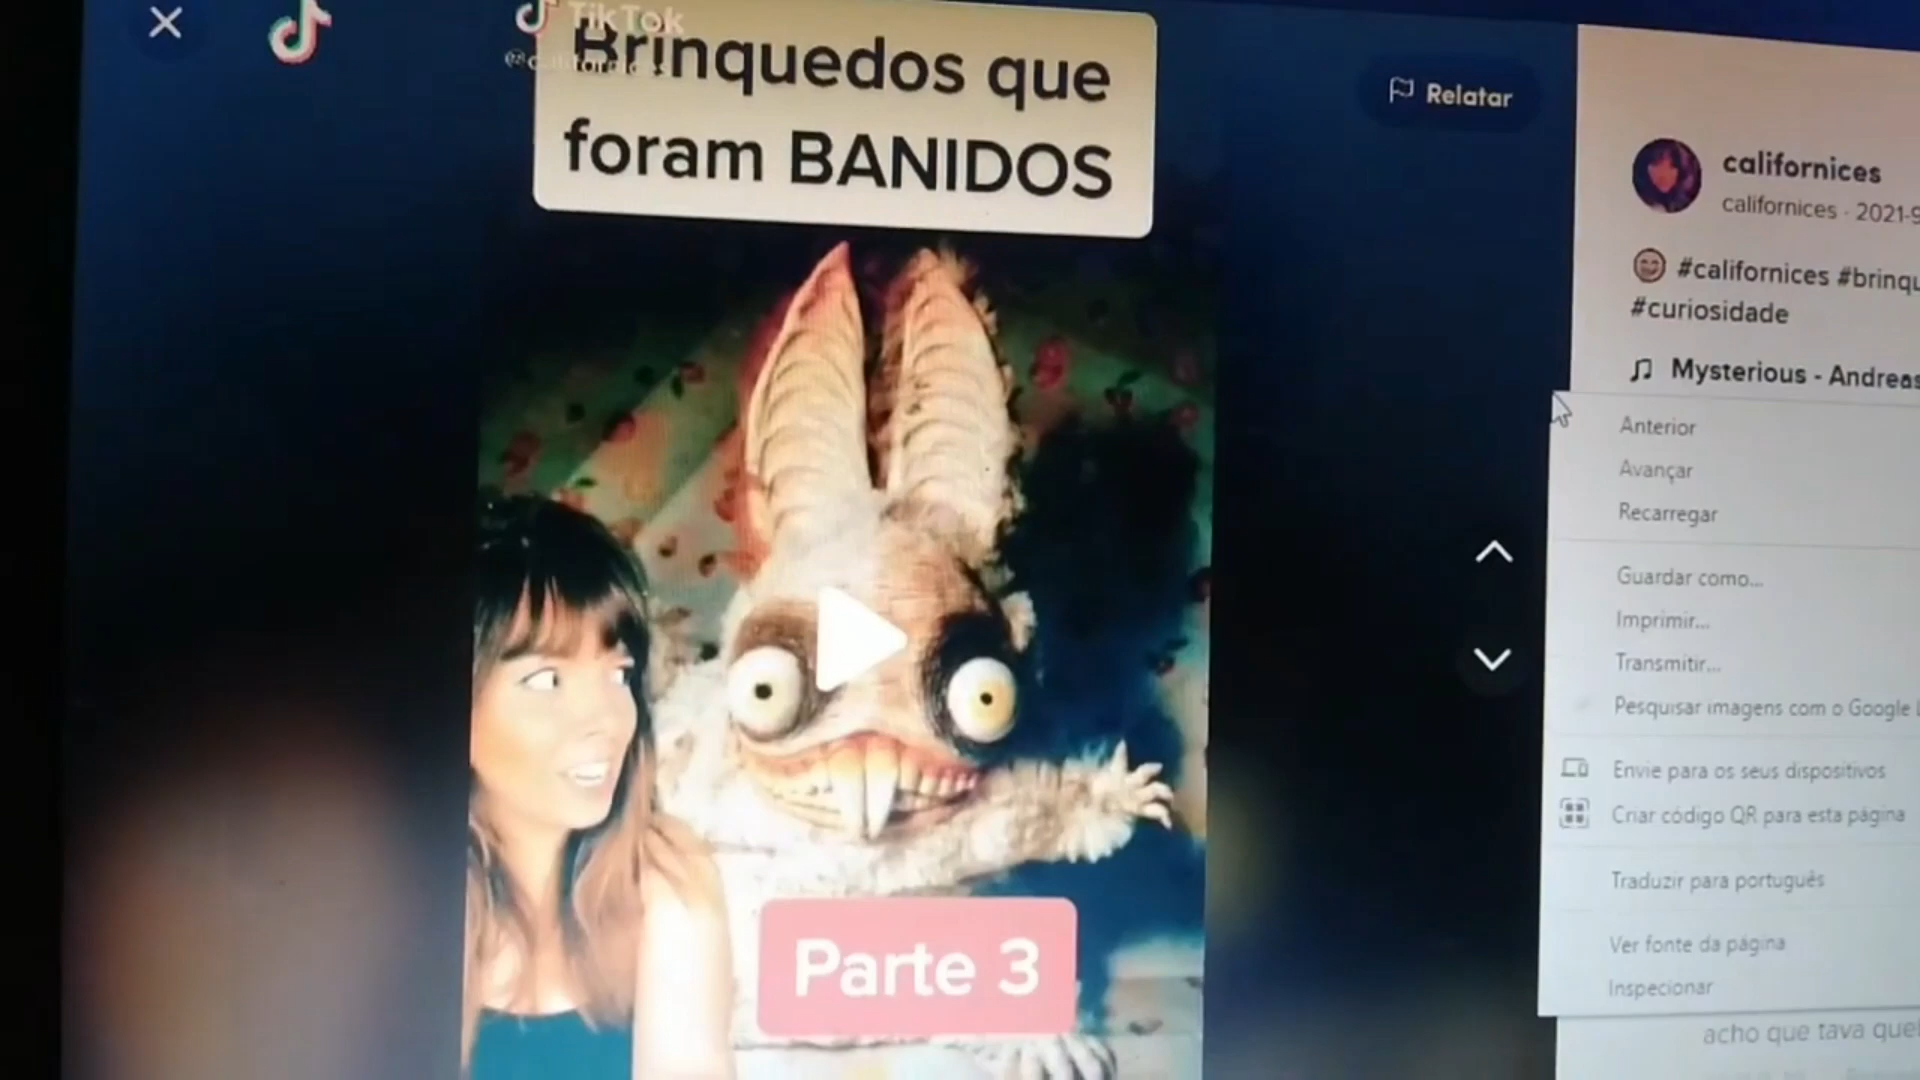 TikTok
Brinquedos que
foram BANIDOS
Relatar
californices
californices · 2021-9
#californices #brinqu
#curiosidade
Mysterious - Andreas
Anterior
Avançar
Recarregar
Guardar como...
Imprimir...
Transmitir...
Pesquisar imagens com o Google L
Envie para os seus dispositivos
Criar código QR para esta página
Traduzir para português
Ver fonte da página
Inspecionar
Parte 3
acho que tava que